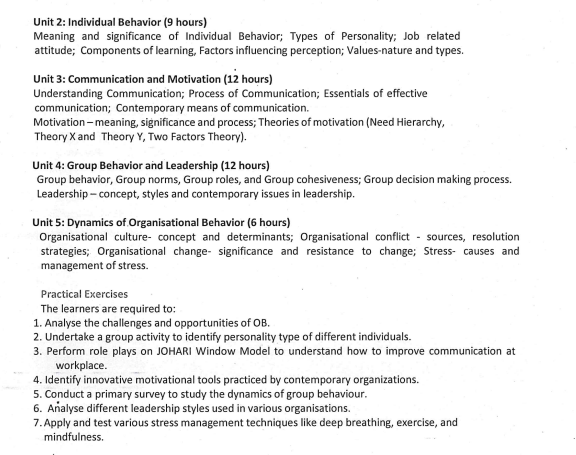 Unit 2: Individual Behavior (9 hours)
Meaning and significance of Individual Behavior; Types of Personality; Job related
attitude; Components of learning, Factors influencing perception; Values-nature and types.
Unit 3: Communication and Motivation (12 hours)
Understanding Communication; Process of Communication; Essentials of effective
communication; Contemporary means of communication.
Motivation – meaning, significance and process; Theories of motivation (Need Hierarchy,
Theory X and Theory Y, Two Factors Theory).
Unit 4: Group Behavior and Leadership (12 hours)
Group behavior, Group norms, Group roles, and Group cohesiveness; Group decision making process.
Leadership – concept, styles and contemporary issues in leadership.
Unit 5: Dynamics of Organisational Behavior (6 hours)
Organisational culture- concept and determinants; Organisational conflict - sources, resolution
strategies; Organisational change- significance and resistance to change; Stress- causes and
management of stress.
Practical Exercises
The learners are required to:
1. Analyse the challenges and opportunities of OB.
2. Undertake a group activity to identify personality type of different individuals.
3. Perform role plays on JOHARI Window Model to understand how to improve communication at
workplace.
4. Identify innovative motivational tools practiced by contemporary organizations.
5. Conduct a primary survey to study the dynamics of group behaviour.
6. Analyse different leadership styles used in various organisations.
7. Apply and test various stress management techniques like deep breathing, exercise, and
mindfulness.